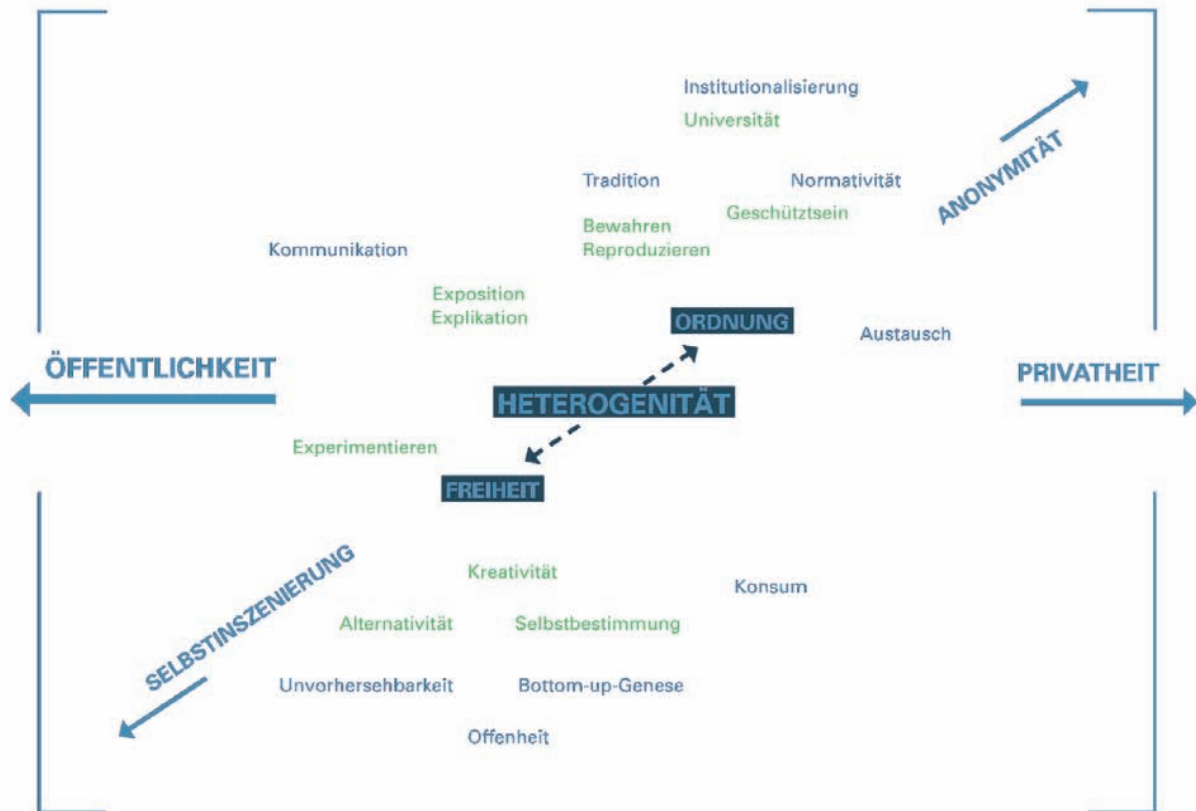 Institutionalisierung
Universität
ANONYMITÄT
Tradition
Normativität
Geschütztsein
Bewahren
Reproduzieren
Kommunikation
Exposition
Explikation
ORDNUNG
Austausch
ÖFFENTLICHKEIT
PRIVATHEIT
HETEROGENITÄT
Experimentieren
FREIHEIT
SELBSTINSZENIERUNG
Kreativität
Konsum
Alternativität
Selbstbestimmung
Unvorhersehbarkeit
Bottom-up-Genese
Offenheit